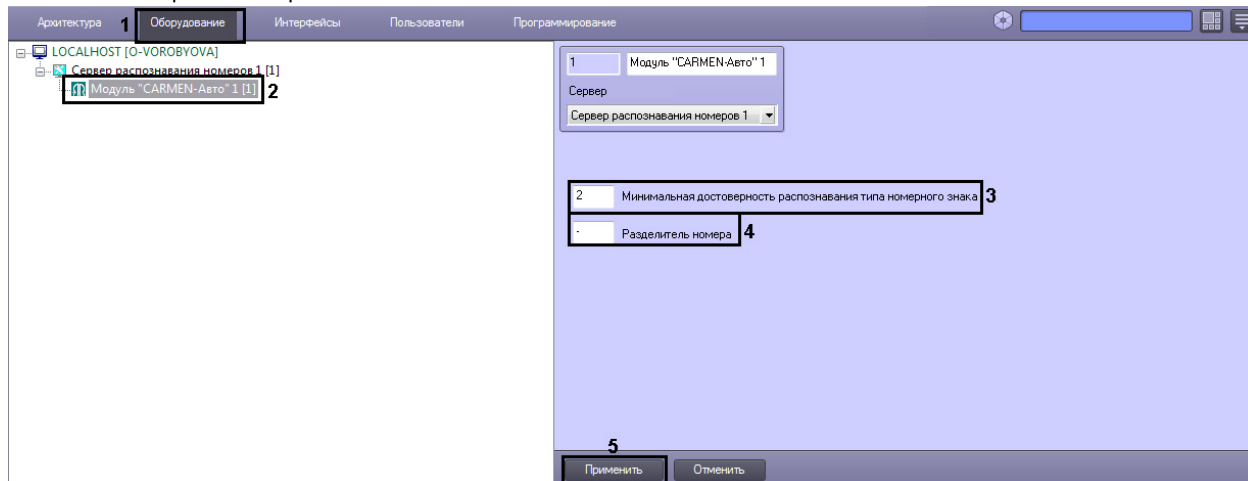 Архитектура 1 Оборудование Интерфейсы Пользователи Программирование
LOCALHOST [O-VOROBYOVA]
Сервер распознавания номеров 1 [1]
Модуль "CARMEN-Авто" 1 [1] 2
1 Модуль "CARMEN-Авто" 1
Сервер
Сервер распознавания номеров 1
2 Минимальная достоверность распознавания типа номерного знака 3
- Разделитель номера 4
5
Применить Отменить